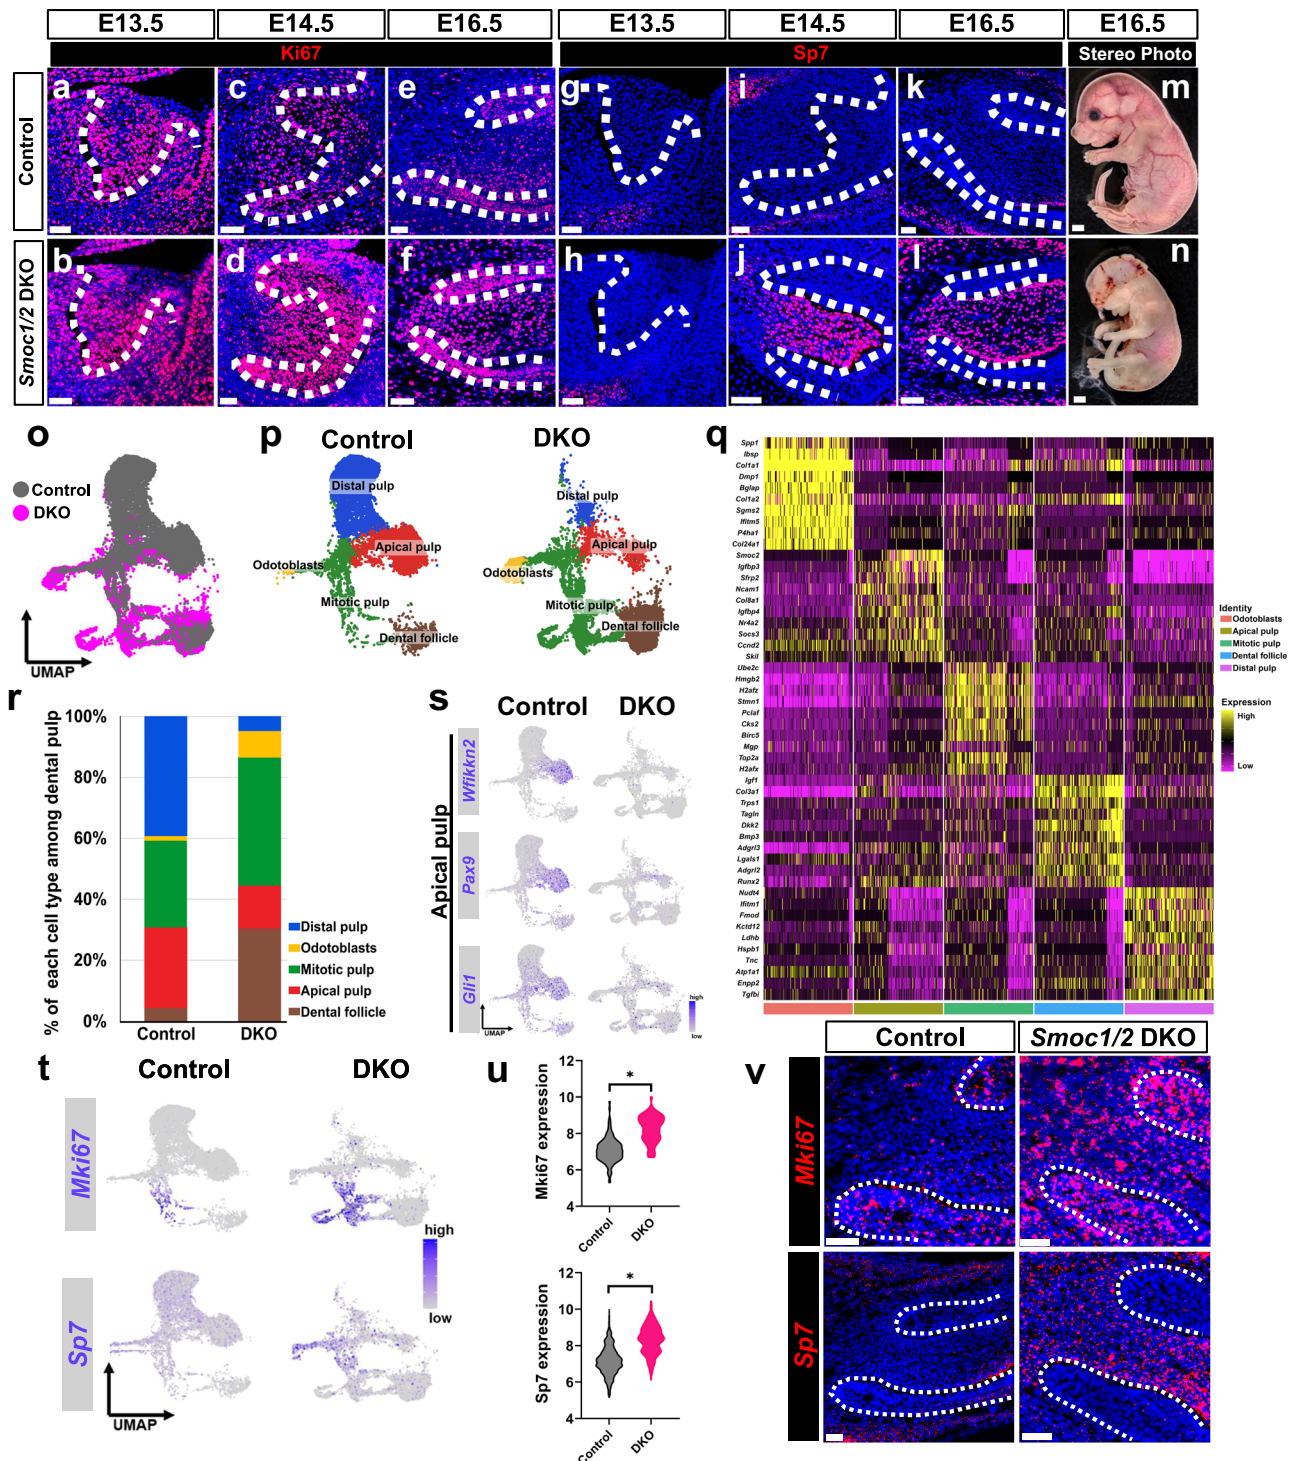 E13.5 E14.5 E16.5 E13.5 E14.5 E16.5 E16.5
Ki67 Sp7 Stereo Photo
Control
a c e g i k m
Smoc1/2 DKO
b d f h j l n
o
Control
DKO
UMAP
p
Control DKO
Distal pulp
Apical pulp
Odotoblasts
Mitotic pulp
Dental follicle
Distal pulp
Apical pulp
Odotoblasts
Mitotic pulp
Dental follicle
q
Spp1
Ibsp
Col1a1
Dmp1
Bglap
Col1a2
Sgms2
Ifitm5
P4ha1
Col24a1
Smoc2
Igfbp3
Sfrp2
Ncam1
Col8a1
Igfbp4
Nr4a2
Socs3
Ccnd2
Skil
Ube2c
Hmgb2
H2afz
Stmn1
Pclaf
Cks2
Birc5
Mgp
Top2a
H2afx
Igf1
Col3a1
Trps1
Tagln
Dkk2
Bmp3
Adgrl3
Lgals1
Adgrl2
Runx2
Nudt4
Ifitm1
Fmod
Kctd12
Ldhb
Hspb1
Tnc
Atp1a1
Enpp2
Tgfbi
Identity
Odotoblasts
Apical pulp
Mitotic pulp
Dental follicle
Distal pulp
Expression
High
Low
r
% of each cell type among dental pulp
100%
80%
60%
40%
20%
0%
Control DKO
Distal pulp
Odotoblasts
Mitotic pulp
Apical pulp
Dental follicle
s
Control DKO
Apical pulp
Wfikkn2
Pax9
Gli1
UMAP
high
low
t
Control DKO
Mki67
Sp7
high
low
UMAP
u
Mki67 expression
12
10
8
6
4
*
Control
DKO
Sp7 expression
12
10
8
6
4
*
Control
DKO
v
Control Smoc1/2 DKO
Mki67
Sp7